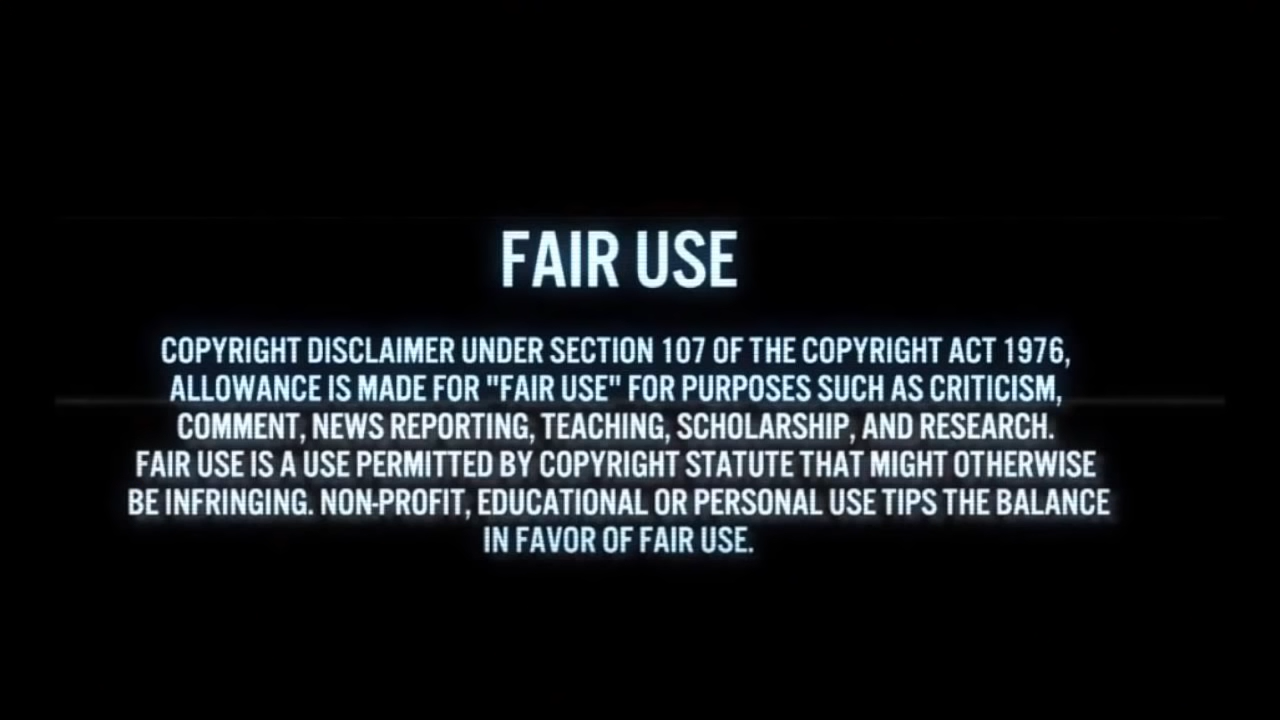 FAIR USE
COPYRIGHT DISCLAIMER UNDER SECTION 107 OF THE COPYRIGHT ACT 1976,
ALLOWANCE IS MADE FOR "FAIR USE" FOR PURPOSES SUCH AS CRITICISM,
COMMENT, NEWS REPORTING, TEACHING, SCHOLARSHIP, AND RESEARCH.
FAIR USE IS A USE PERMITTED BY COPYRIGHT STATUTE THAT MIGHT OTHERWISE
BE INFRINGING. NON-PROFIT, EDUCATIONAL OR PERSONAL USE TIPS THE BALANCE
IN FAVOR OF FAIR USE.